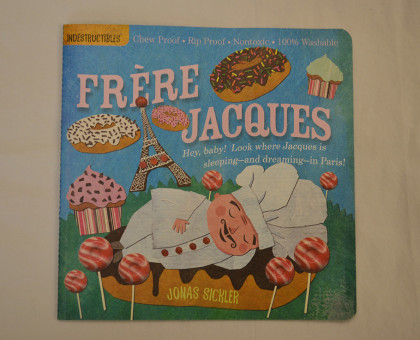 INDESTRUCTIBLES
Chew Proof • Rip Proof • Nontoxic • 100% Washable
FRÈRE
JACQUES
Hey, baby! Look where Jacques is
sleeping—and dreaming—in Paris!
JONAS SICKLER